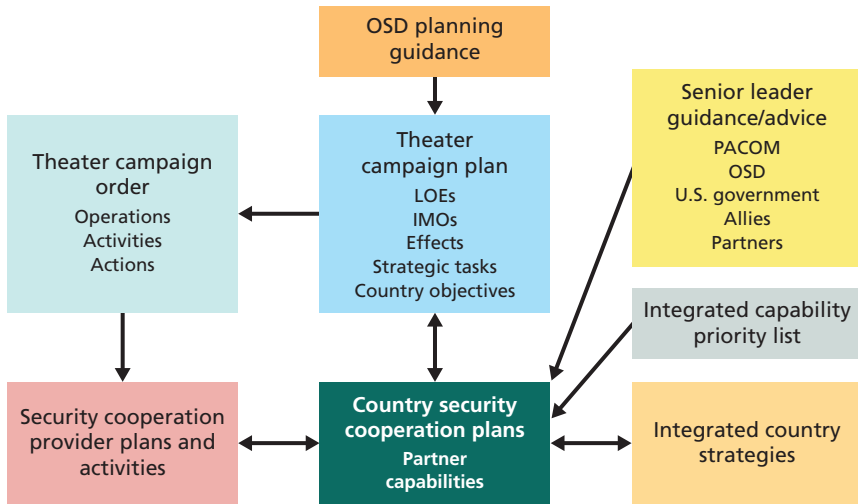 OSD planning
guidance
Senior leader
guidance/advice
PACOM
OSD
U.S. government
Allies
Partners
Theater campaign
order
Operations
Activities
Actions
Theater
campaign plan
LOEs
IMOs
Effects
Strategic tasks
Country objectives
Integrated capability
priority list
Security cooperation
provider plans and
activities
Country security
cooperation plans
Partner
capabilities
Integrated country
strategies